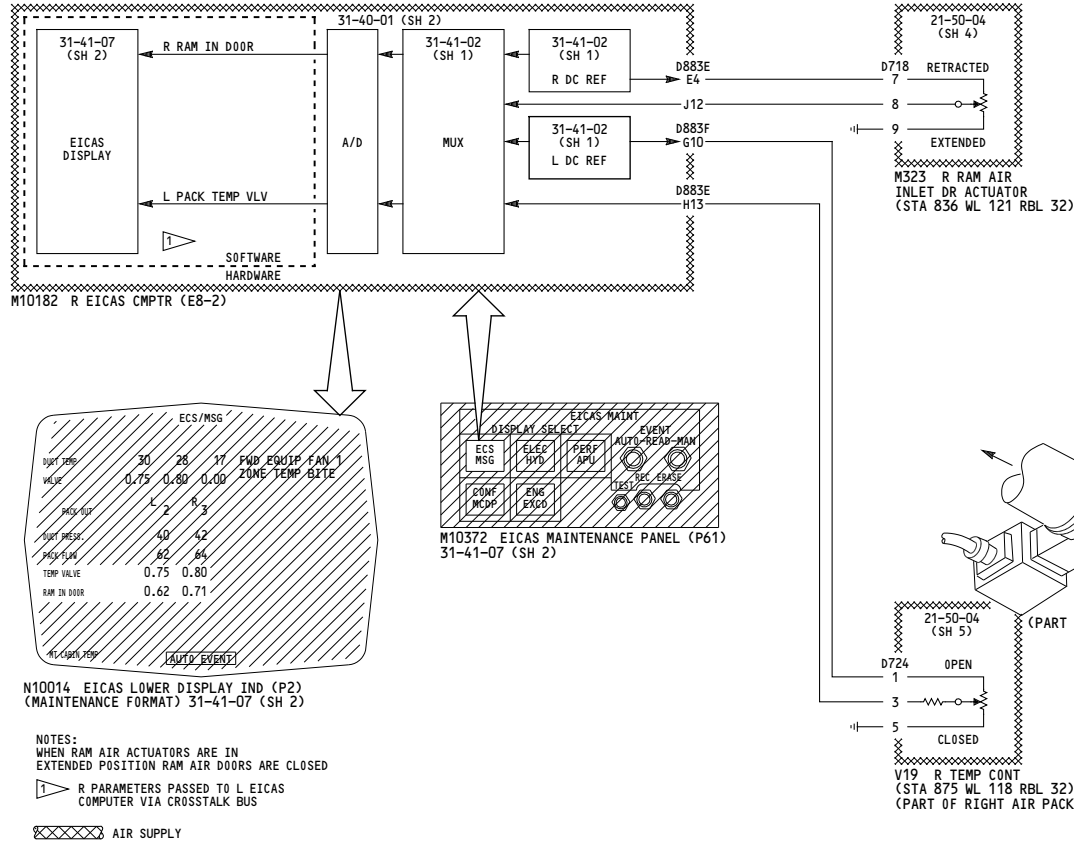 31-40-01 (SH 2)
31-41-07
(SH 2)
EICAS
DISPLAY
R RAM IN DOOR
L PACK TEMP VLV
1
SOFTWARE
HARDWARE
A/D
31-41-02
(SH 1)
MUX
31-41-02
(SH 1)
R DC REF
31-41-02
(SH 1)
L DC REF
D883E
E4
J12
D883F
G10
D883E
H13
M10182 R EICAS CMPTR (E8-2)
21-50-04
(SH 4)
D718
RETRACTED
7
8
9
EXTENDED
M323 R RAM AIR
INLET DR ACTUATOR
(STA 836 WL 121 RBL 32)
ECS/MSG
DUCT TEMP 30 28 17 FWD EQUIP FAN 1
VALVE 0.75 0.80 0.00 ZONE TEMP BITE
L R
PACK OUT 2 3
DUCT PRESS. 40 42
PACK FLOW 62 64
TEMP VALVE 0.75 0.80
RAM IN DOOR 0.62 0.71
MT CABIN TEMP AUTO EVENT
N10014 EICAS LOWER DISPLAY IND (P2)
(MAINTENANCE FORMAT) 31-41-07 (SH 2)
EICAS MAINT
DISPLAY SELECT
EVENT
AUTO-READ-MAN
ECS
MSG
ELEC
HYD
PERF
APU
CONF
MCDP
ENG
EXCD
TEST
REC ERASE
M10372 EICAS MAINTENANCE PANEL (P61)
31-41-07 (SH 2)
(PART
21-50-04
(SH 5)
D724
OPEN
1
3
5
CLOSED
V19 R TEMP CONT
(STA 875 WL 118 RBL 32)
(PART OF RIGHT AIR PACK
NOTES:
WHEN RAM AIR ACTUATORS ARE IN
EXTENDED POSITION RAM AIR DOORS ARE CLOSED
1 R PARAMETERS PASSED TO L EICAS
COMPUTER VIA CROSSTALK BUS
AIR SUPPLY